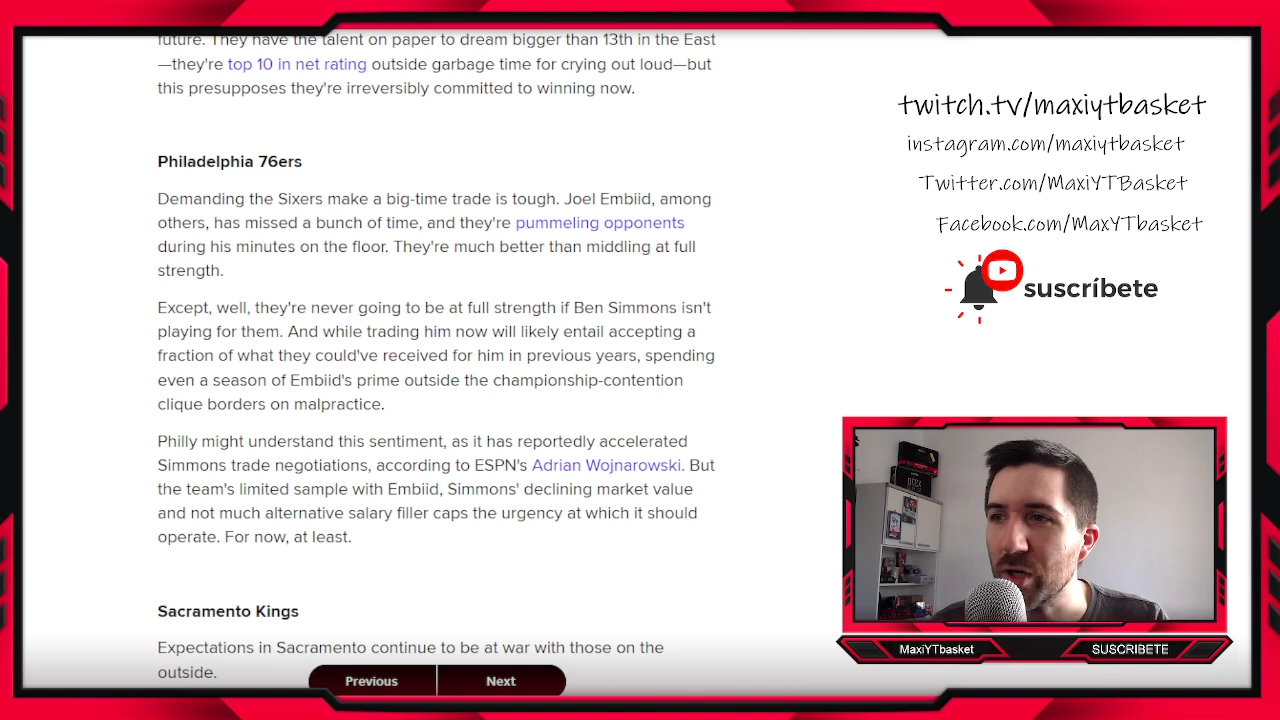 future. They have the talent on paper to dream bigger than 13th in the East
—they're top 10 in net rating outside garbage time for crying out loud—but
this presupposes they're irreversibly committed to winning now.
Philadelphia 76ers
Demanding the Sixers make a big-time trade is tough. Joel Embiid, among
others, has missed a bunch of time, and they're pummeling opponents
during his minutes on the floor. They're much better than middling at full
strength.
Except, well, they're never going to be at full strength if Ben Simmons isn't
playing for them. And while trading him now will likely entail accepting a
fraction of what they could've received for him in previous years, spending
even a season of Embiid's prime outside the championship-contention
clique borders on malpractice.
Philly might understand this sentiment, as it has reportedly accelerated
Simmons trade negotiations, according to ESPN's Adrian Wojnarowski. But
the team's limited sample with Embiid, Simmons' declining market value
and not much alternative salary filler caps the urgency at which it should
operate. For now, at least.
Sacramento Kings
Expectations in Sacramento continue to be at war with those on the
outside.
Previous
Next
twitch.tv/maxiytbasket
instagram.com/maxiytbasket
Twitter.com/MaxiYTBasket
Facebook.com/MaxYTbasket
suscríbete
MaxiYTbasket
SUSCRIBETE